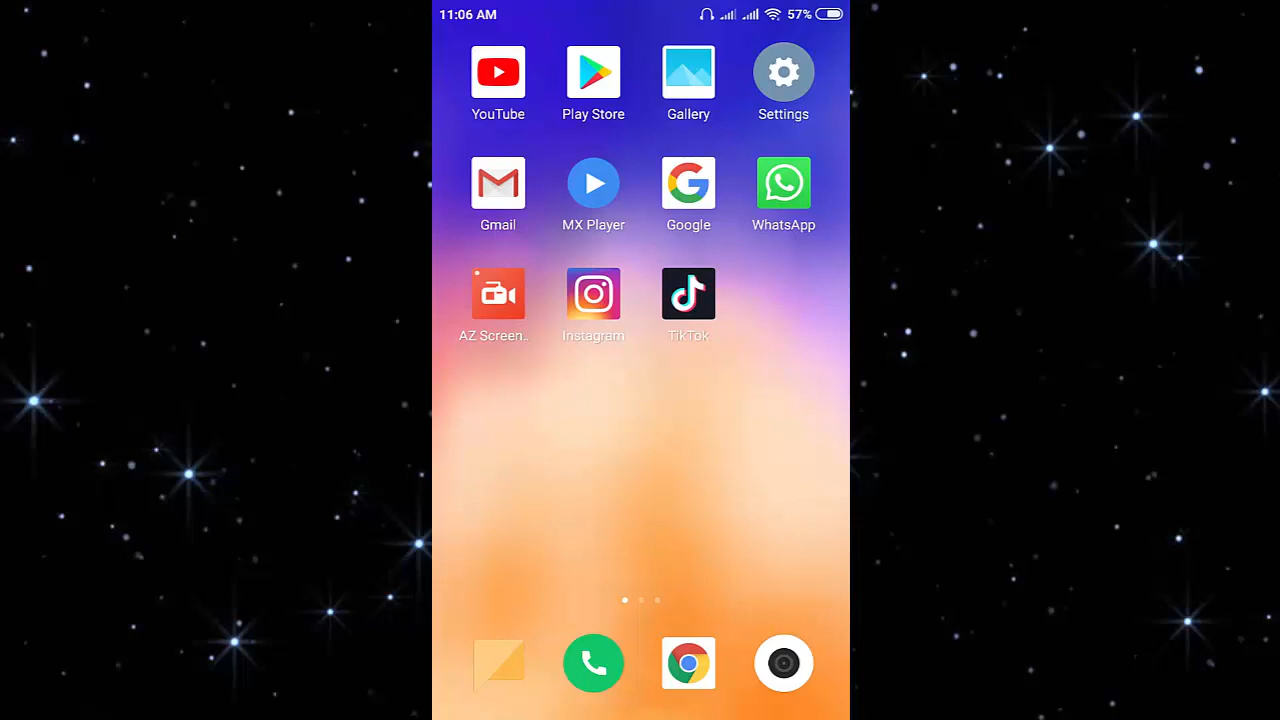 11:06 AM 57%
YouTube Play Store Gallery Settings
Gmail MX Player Google WhatsApp
AZ Screen.. Instagram TikTok